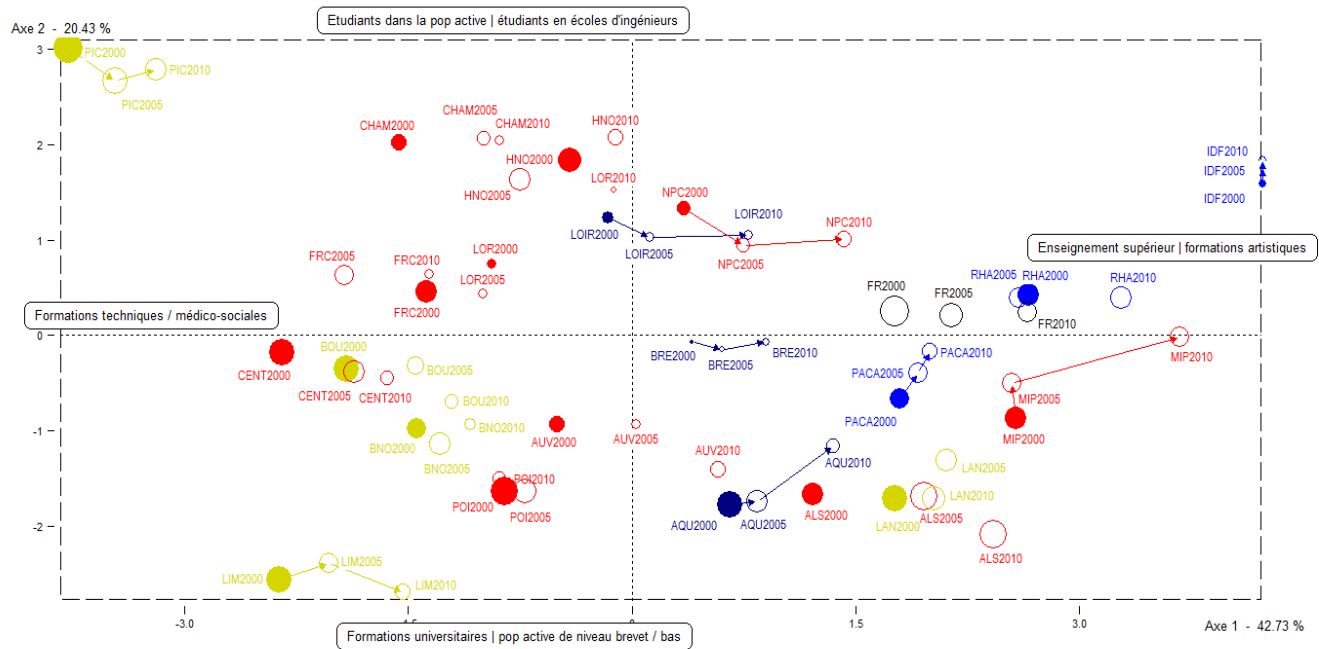 Etudiants dans la pop active | étudiants en écoles d'ingénieurs
Axe 2 - 20.43 %
3
PIC2000
PIC2010
PIC2005
CHAM2000
CHAM2005
CHAM2010
HNO2010
2
HNO2000
HNO2005
LOR2010
IDF2010
IDF2005
IDF2000
NPC2000
LOIR2010
NPC2010
LOIR2000
LOIR2005
NPC2005
1
Enseignement supérieur | formations artistiques
FRC2005
FRC2010
LOR2000
LOR2005
FRC2000
FR2000
FR2005
FR2010
RHA2005
RHA2000
RHA2010
Formations techniques / médico-sociales
0
CENT2000
BOU2000
BOU2005
CENT2005
CENT2010
BRE2000
BRE2005
BRE2010
PACA2010
PACA2005
PACA2000
MIP2010
MIP2005
MIP2000
BOU2010
BNO2010
BNO2000
BNO2005
-1
AUV2000
AUV2005
AUV2010
AQU2010
LAN2005
POI2010
POI2000
POI2005
AQU2000
AQU2005
ALS2000
LAN2000
LAN2010
ALS2005
ALS2010
-2
LIM2000
LIM2005
LIM2010
-3.0
0.0
1.5
3.0
Axe 1 - 42.73 %
Formations universitaires | pop active de niveau brevet / bas